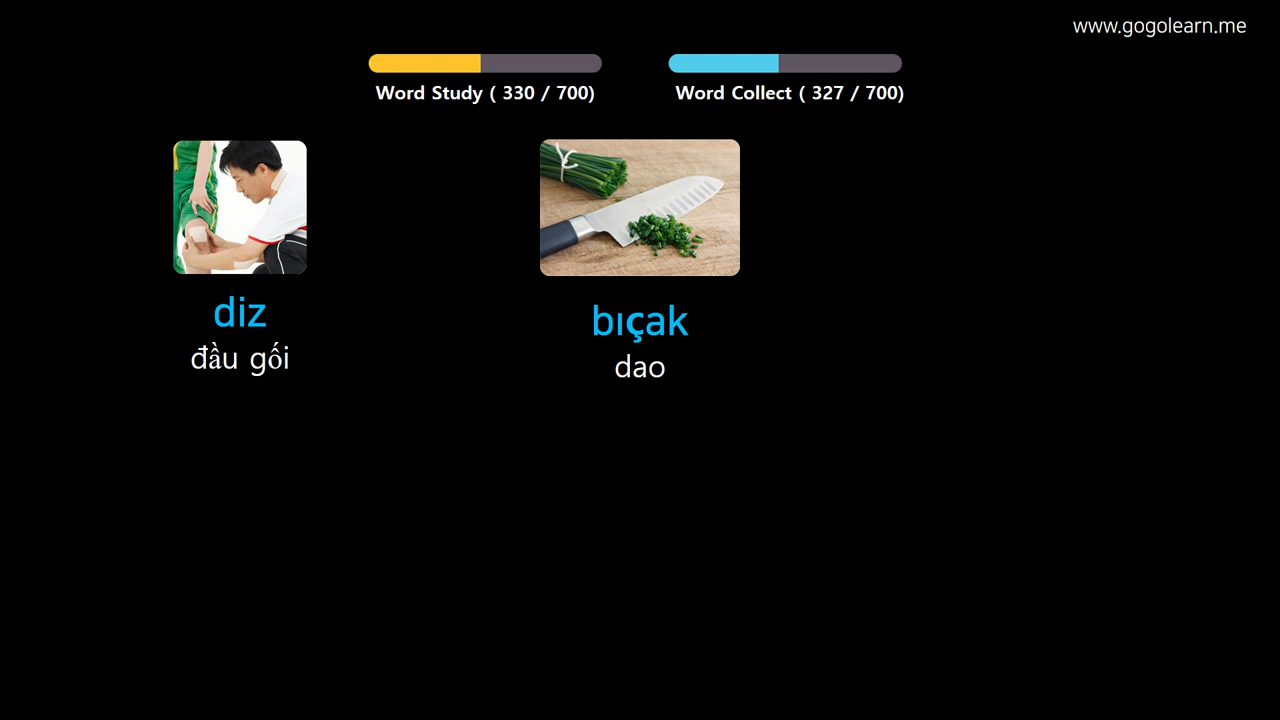 www.gogolearn.me
Word Study ( 330 / 700)
Word Collect ( 327 / 700)
diz
đầu gối
bıçak
dao